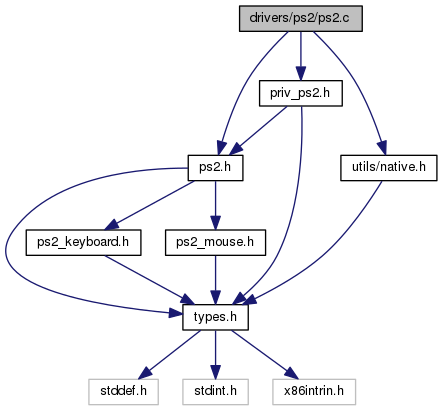 drivers/ps2/ps2.c
priv_ps2.h
ps2.h
utils/native.h
ps2_keyboard.h
ps2_mouse.h
types.h
stddef.h
stdint.h
x86intrin.h